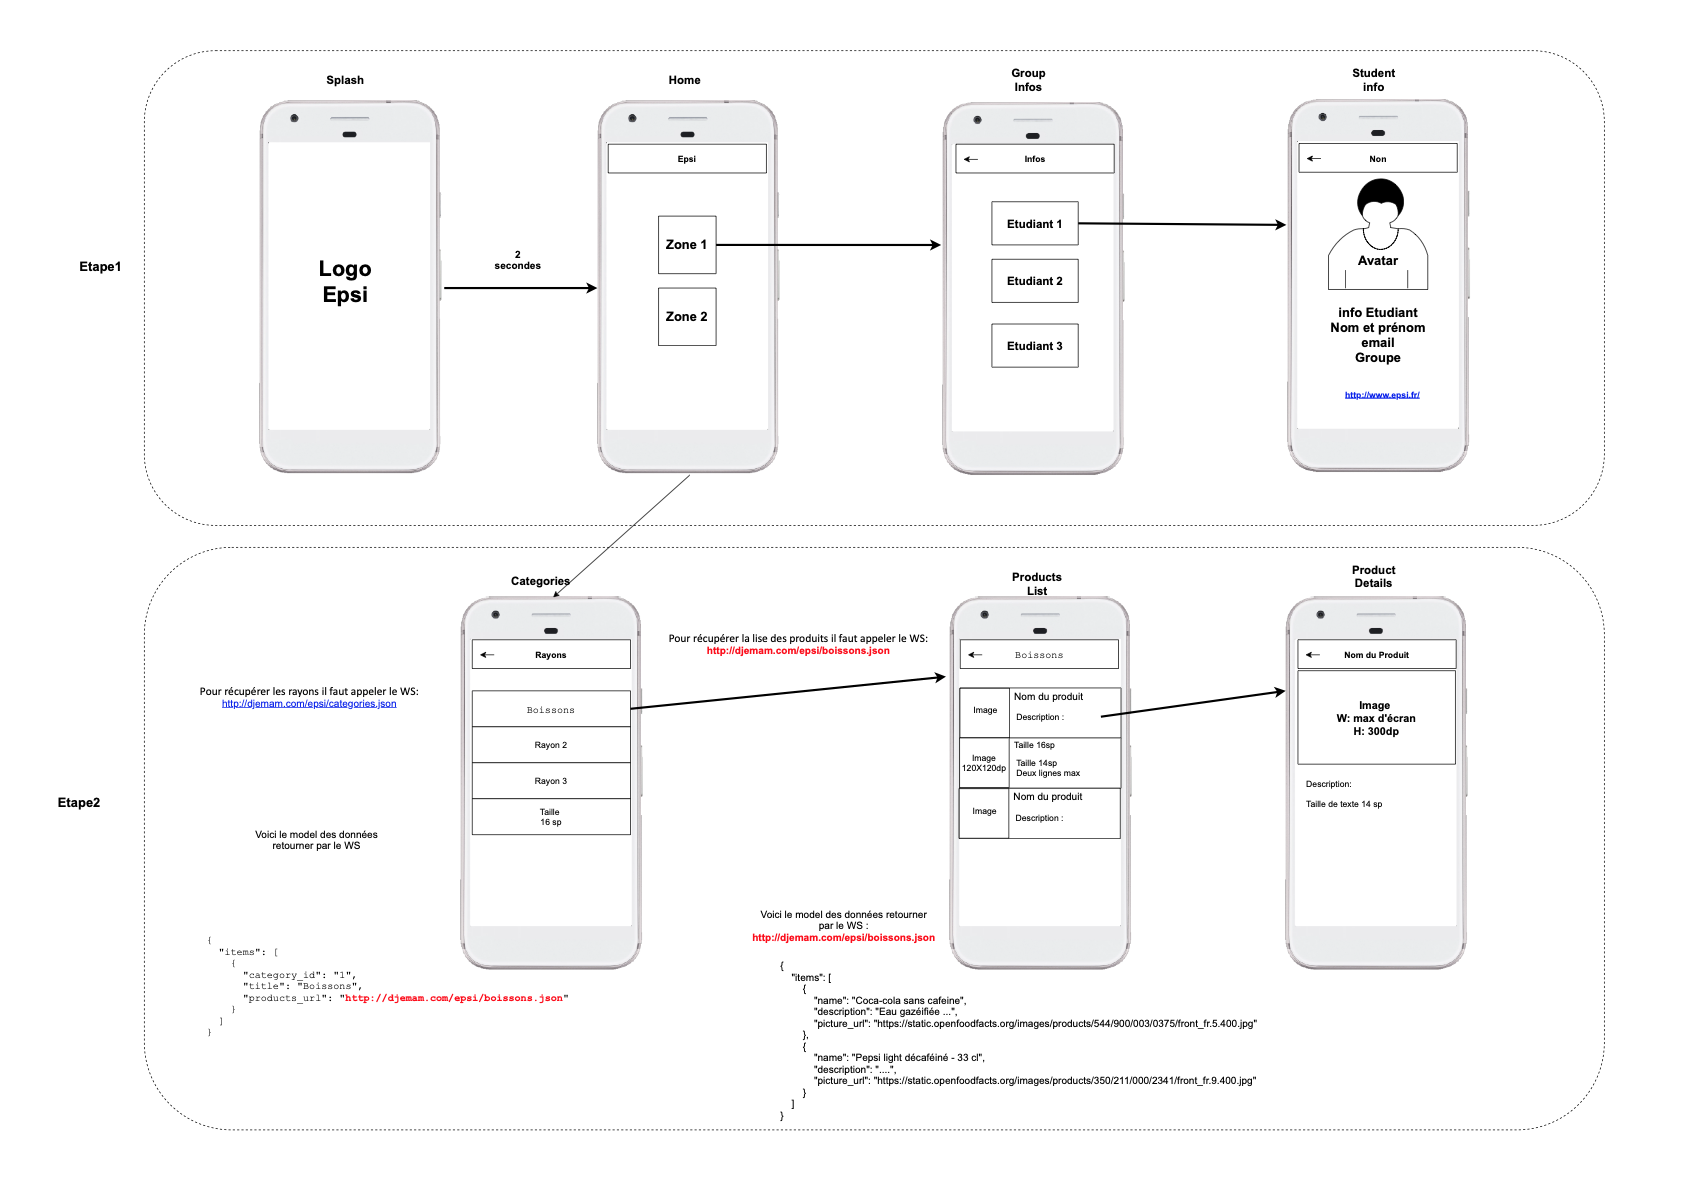 Splash
Home
Group
Infos
Student
info
Epsi
Infos
Non
Etape1
Logo
Epsi
2
secondes
Zone 1
Zone 2
Etudiant 1
Etudiant 2
Etudiant 3
Avatar
info Etudiant
Nom et prénom
email
Groupe
http://www.epsi.fr/
Etape2
Categories
Products
List
Product
Details
Pour récupérer les rayons il faut appeler le WS:
http://djemam.com/epsi/categories.json
Rayons
Boissons
Rayon 2
Rayon 3
Taille
16 sp
Pour récupérer la lise des produits il faut appeler le WS:
http://djemam.com/epsi/boissons.json
Boissons
Image
Nom du produit
Description :
Image
120X120dp
Taille 16sp
Taille 14sp
Deux lignes max
Image
Nom du produit
Description :
Nom du Produit
Image
W: max d'écran
H: 300dp
Description:
Taille de texte 14 sp
Voici le model des données
retourner par le WS
{
"items": [
{
"category_id": "1",
"title": "Boissons",
"products_url": "http://djemam.com/epsi/boissons.json"
}
]
}
Voici le model des données retourner
par le WS :
http://djemam.com/epsi/boissons.json
{
"items": [
{
"name": "Coca-cola sans cafeine",
"description": "Eau gazéifiée ...",
"picture_url": "https://static.openfoodfacts.org/images/products/544/900/003/0375/front_fr.5.400.jpg"
},
{
"name": "Pepsi light décaféiné - 33 cl",
"description": "....",
"picture_url": "https://static.openfoodfacts.org/images/products/350/211/000/2341/front_fr.9.400.jpg"
}
]
}